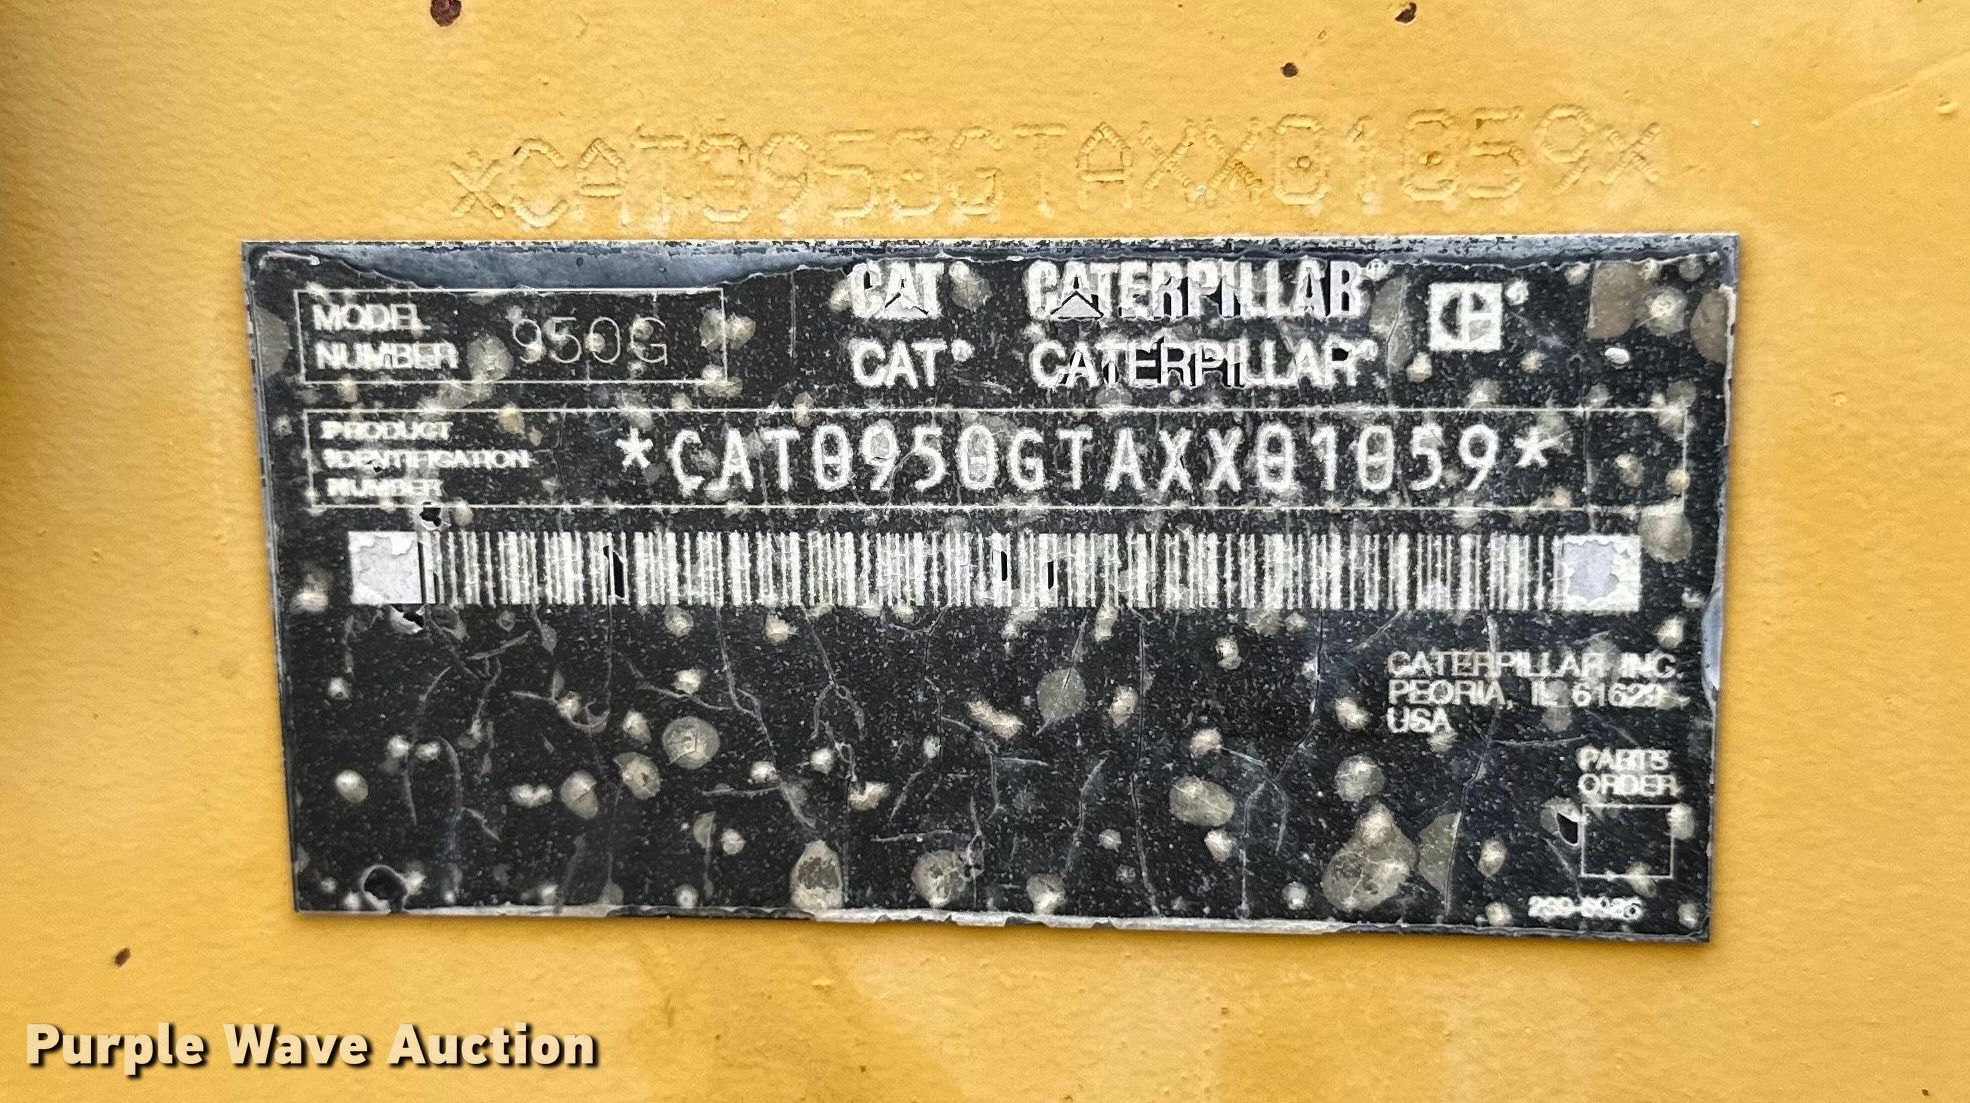 *CAT0950GTAXX01059*
MODEL NUMBER 950G
CAT® CATERPILLAR®
CAT® CATERPILLAR®
PRODUCT IDENTIFICATION NUMBER *CAT0950GTAXX01059*
CATERPILLAR INC.
PEORIA, IL 61629
USA
PARTS
ORDER
Purple Wave Auction